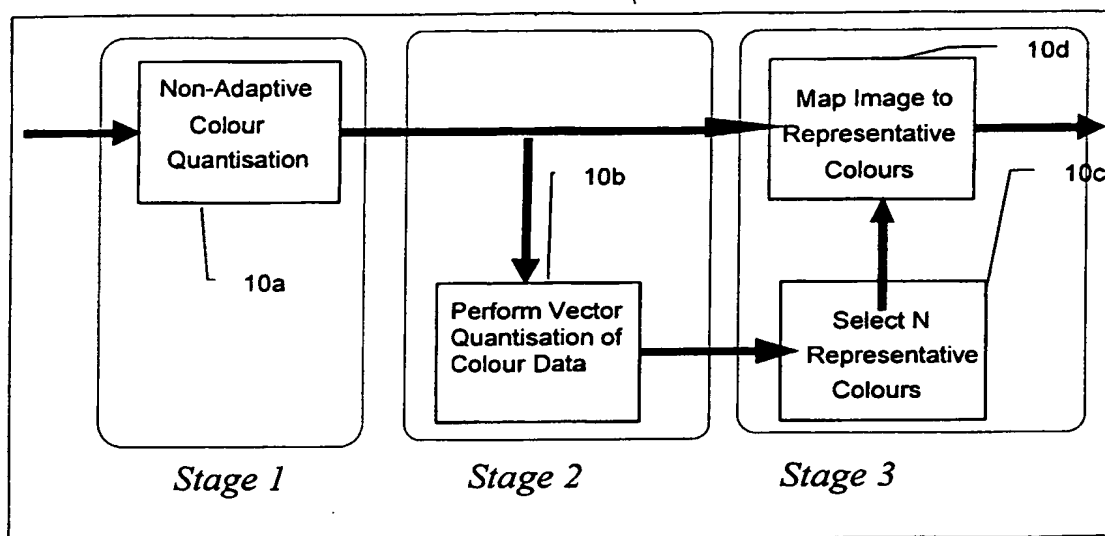 Non-Adaptive
Colour
Quantisation
10a
Stage 1
10b
Perform Vector
Quantisation of
Colour Data
Stage 2
10d
Map Image to
Representative
Colours
10c
Select N
Representative
Colours
Stage 3